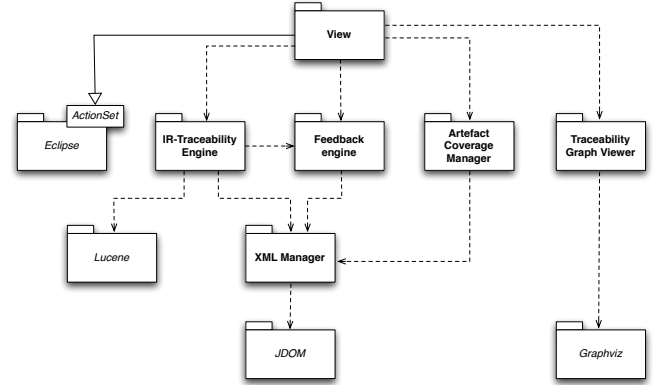 View
ActionSet
Eclipse
IR-Traceability
Engine
Feedback
engine
Artefact
Coverage
Manager
Traceability
Graph Viewer
Lucene
XML Manager
JDOM
Graphviz